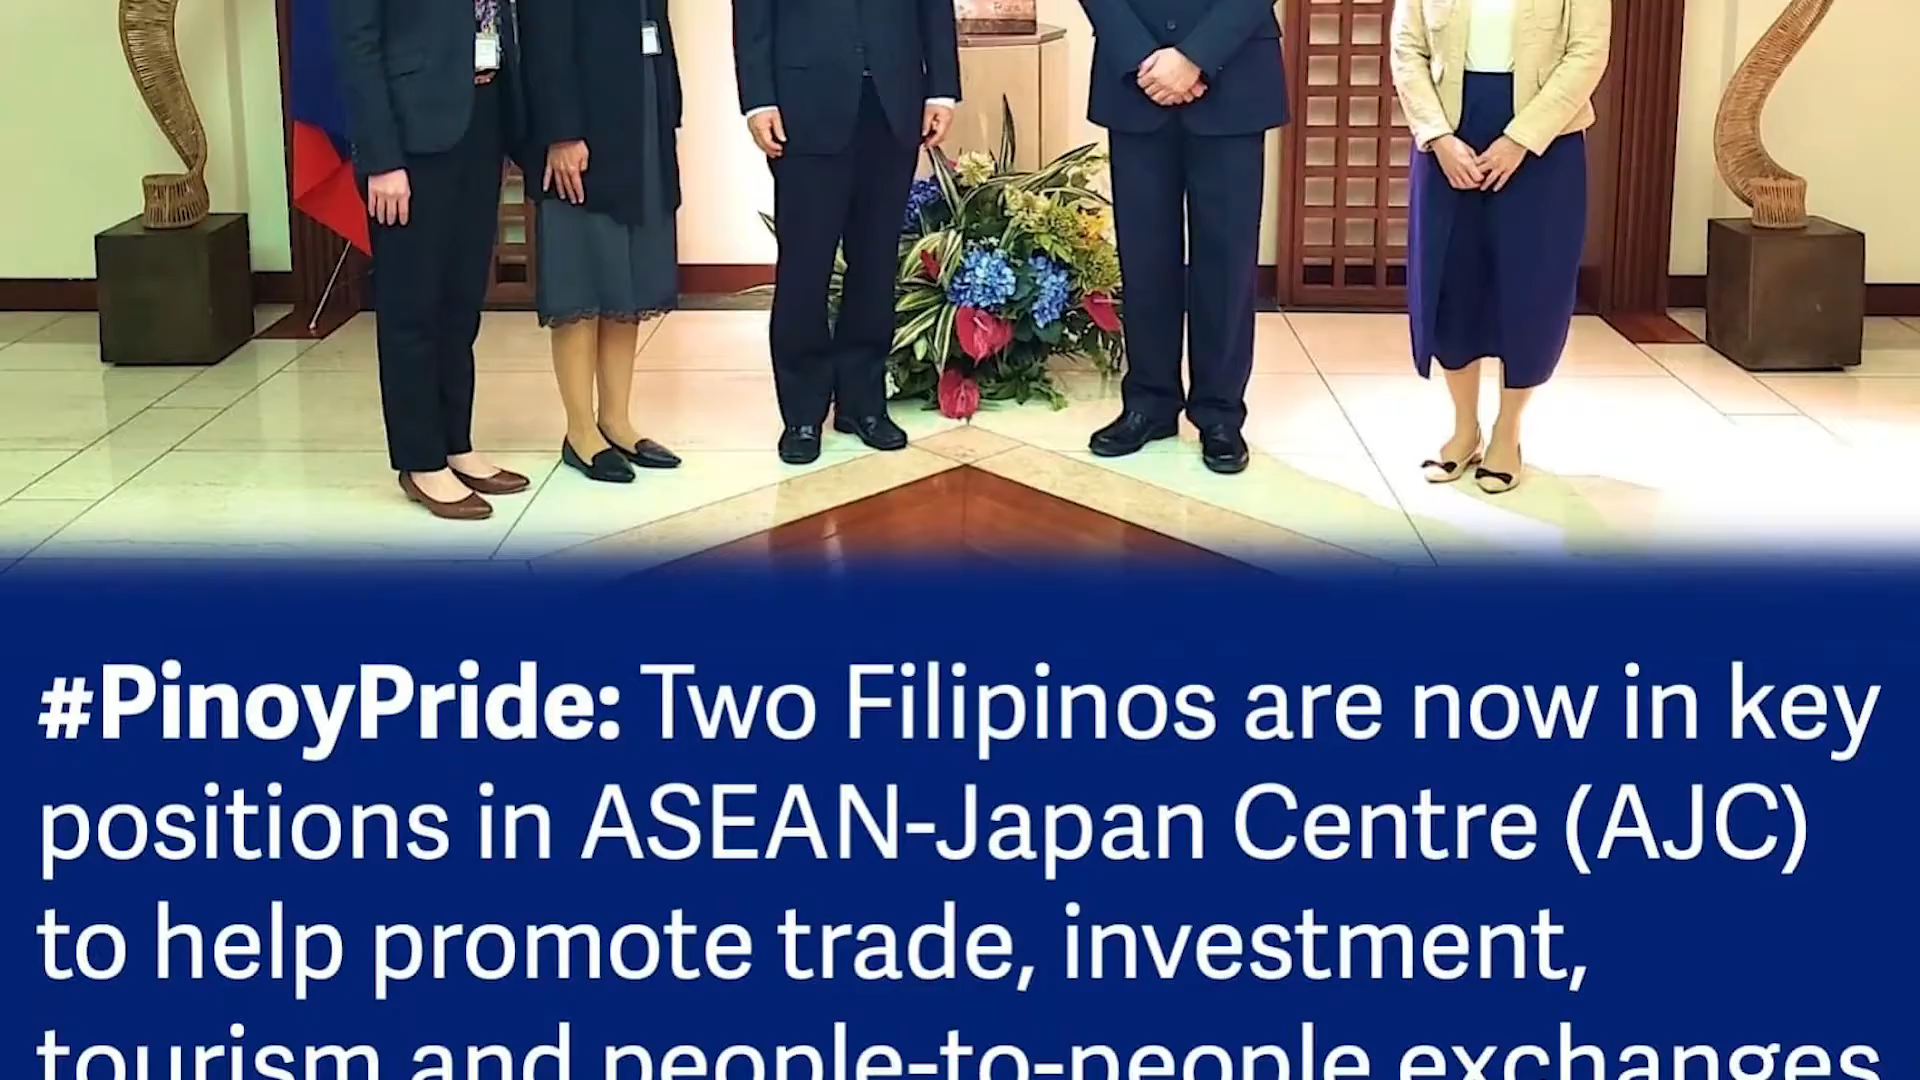 #PinoyPride: Two Filipinos are now in key
positions in ASEAN-Japan Centre (AJC)
to help promote trade, investment,
tourism and people-to-people exchanges